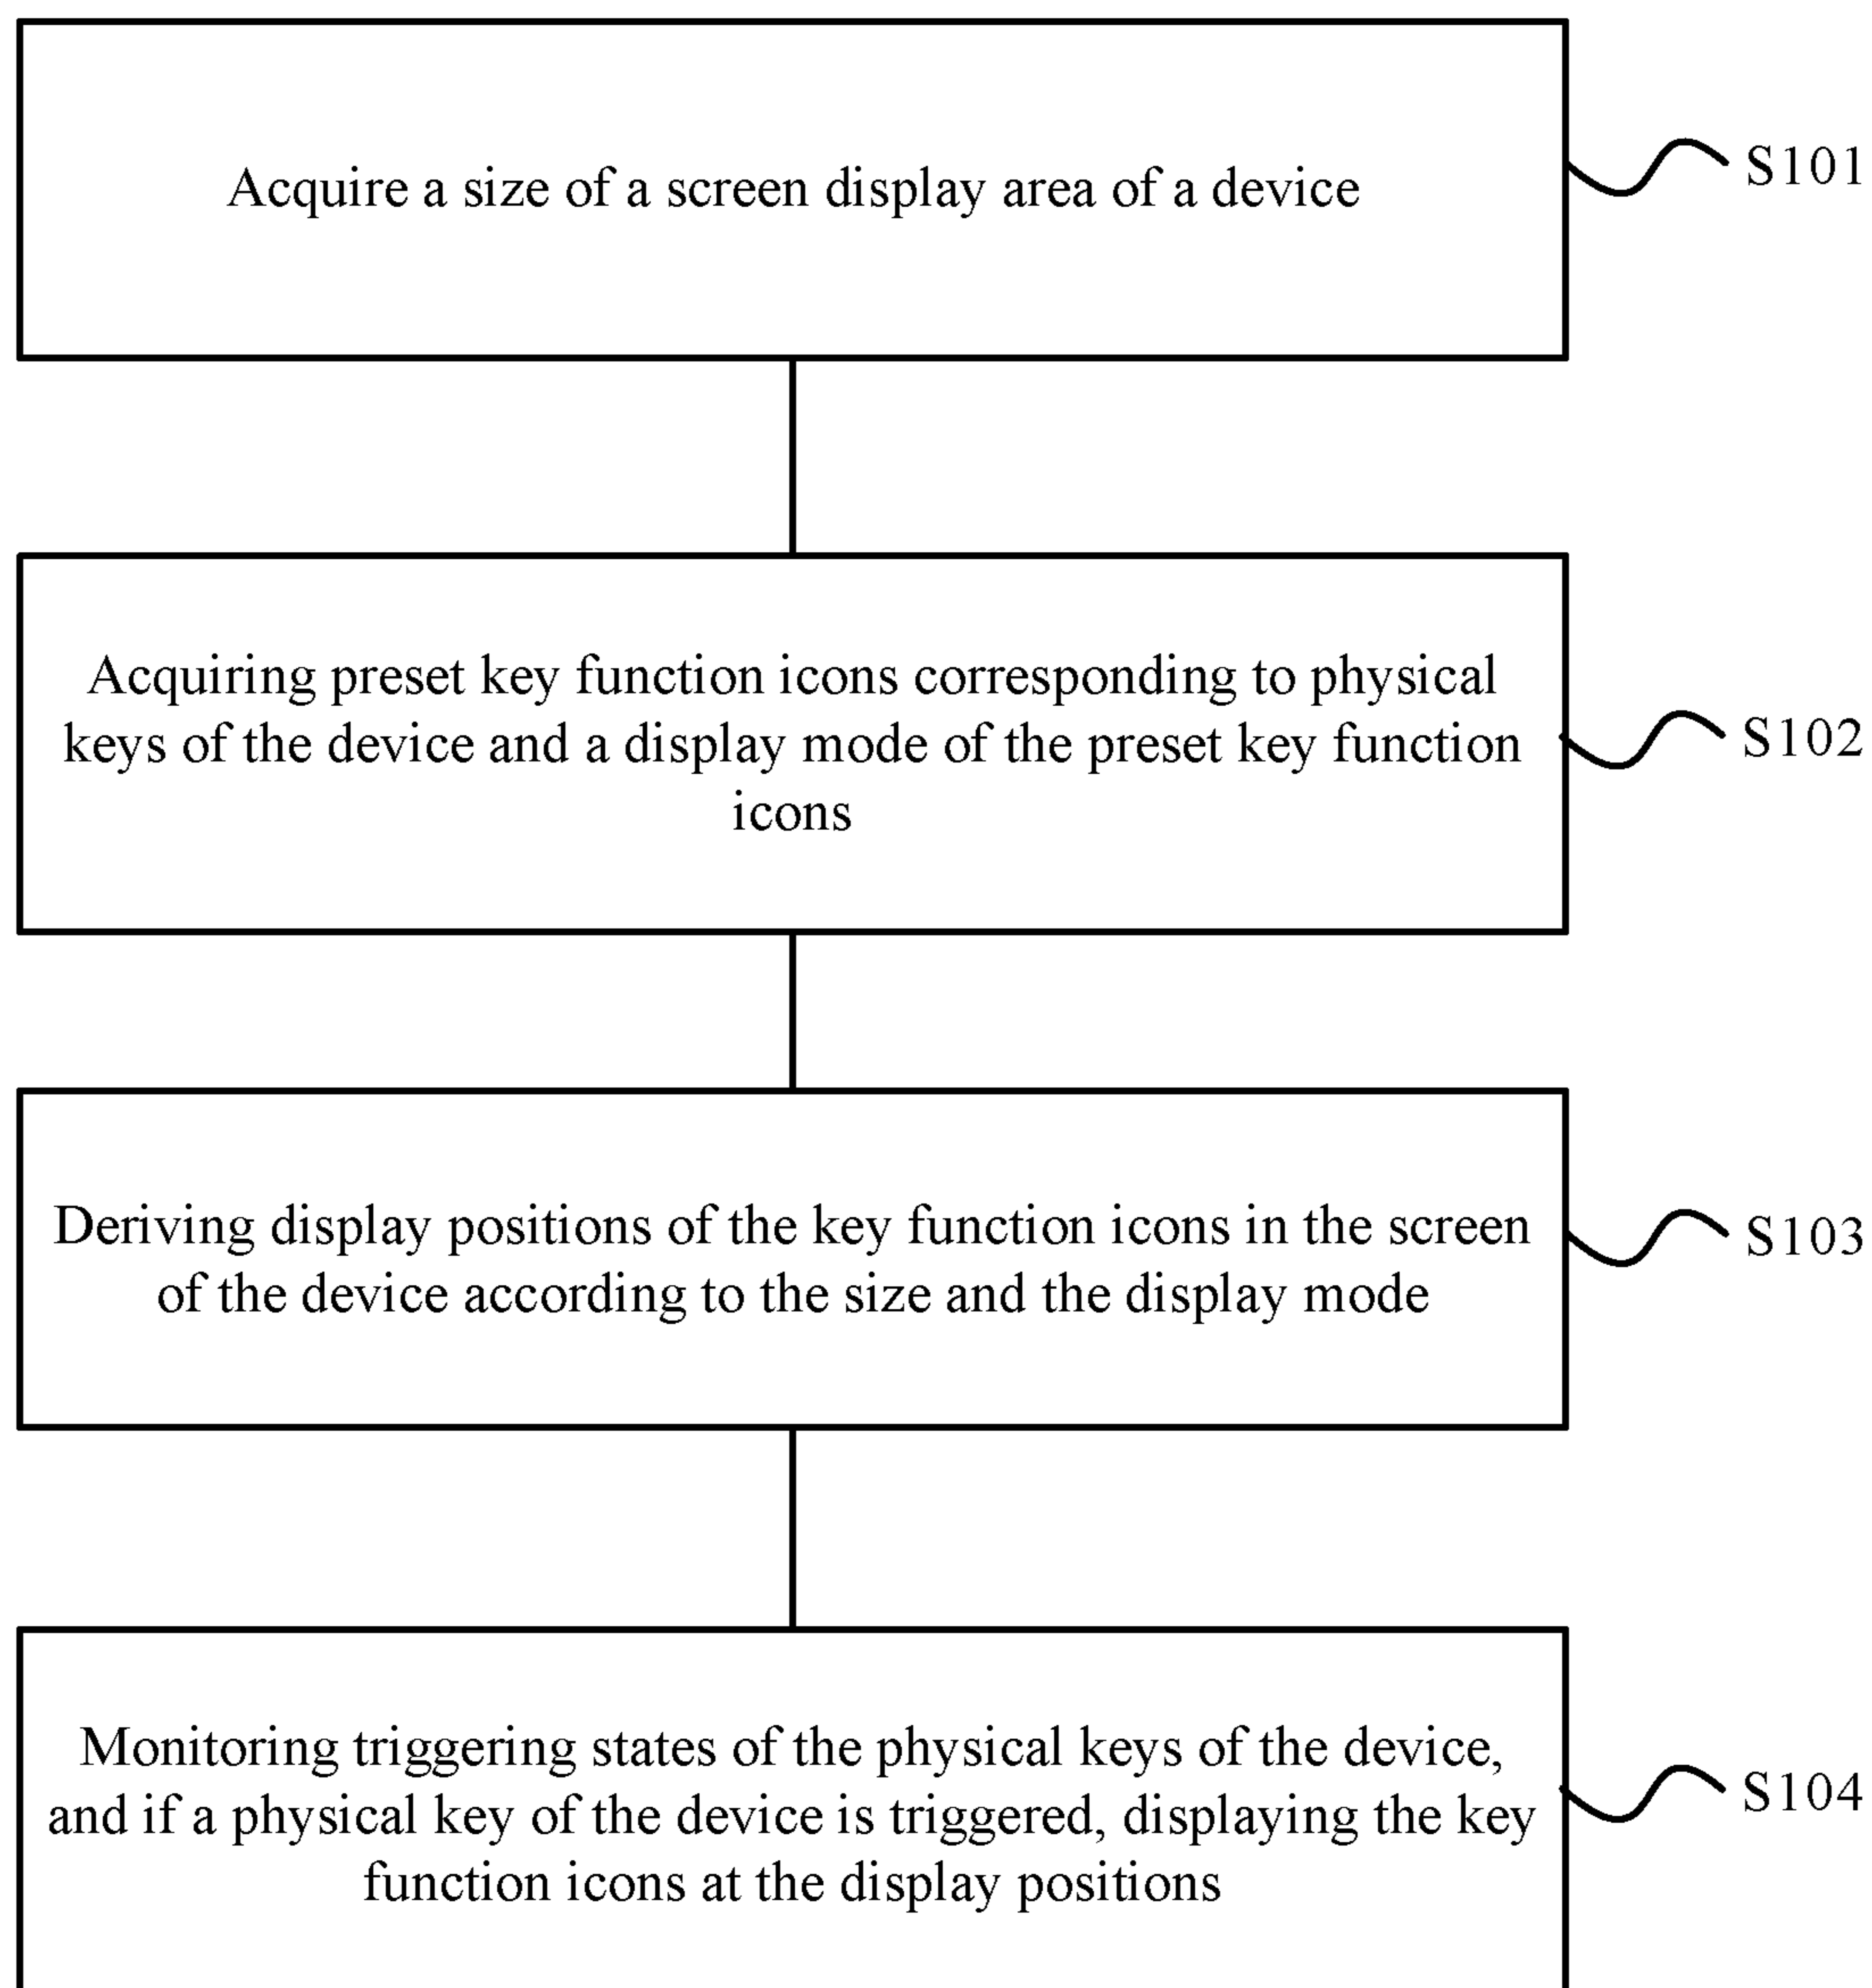 Acquire a size of a screen display area of a device
S101
Acquiring preset key function icons corresponding to physical
keys of the device and a display mode of the preset key function
icons
S102
Deriving display positions of the key function icons in the screen
of the device according to the size and the display mode
S103
Monitoring triggering states of the physical keys of the device,
and if a physical key of the device is triggered, displaying the key
function icons at the display positions
S104